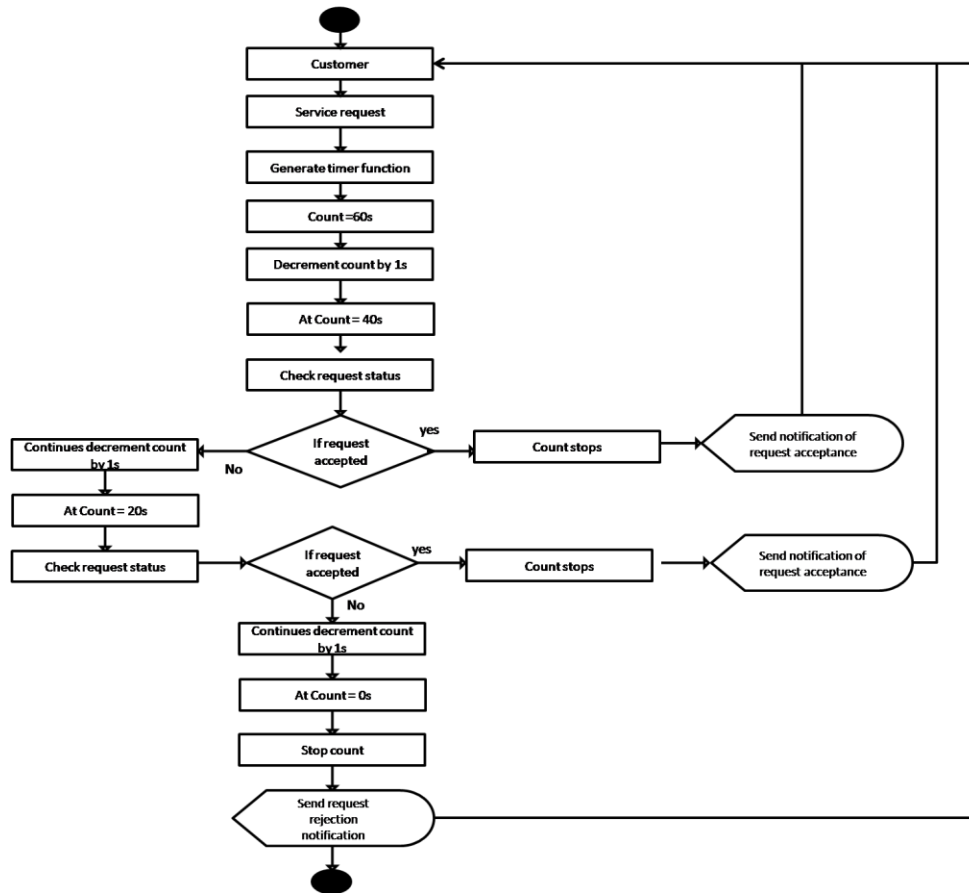 Customer
Service request
Generate timer function
Count =60s
Decrement count by 1s
At Count = 40s
Check request status
If request
accepted
yes
Count stops
Send notification of
request acceptance
No
Continues decrement count
by 1s
At Count = 20s
Check request status
If request
accepted
yes
Count stops
Send notification of
request acceptance
No
Continues decrement count
by 1s
At Count = 0s
Stop count
Send request
rejection
notification